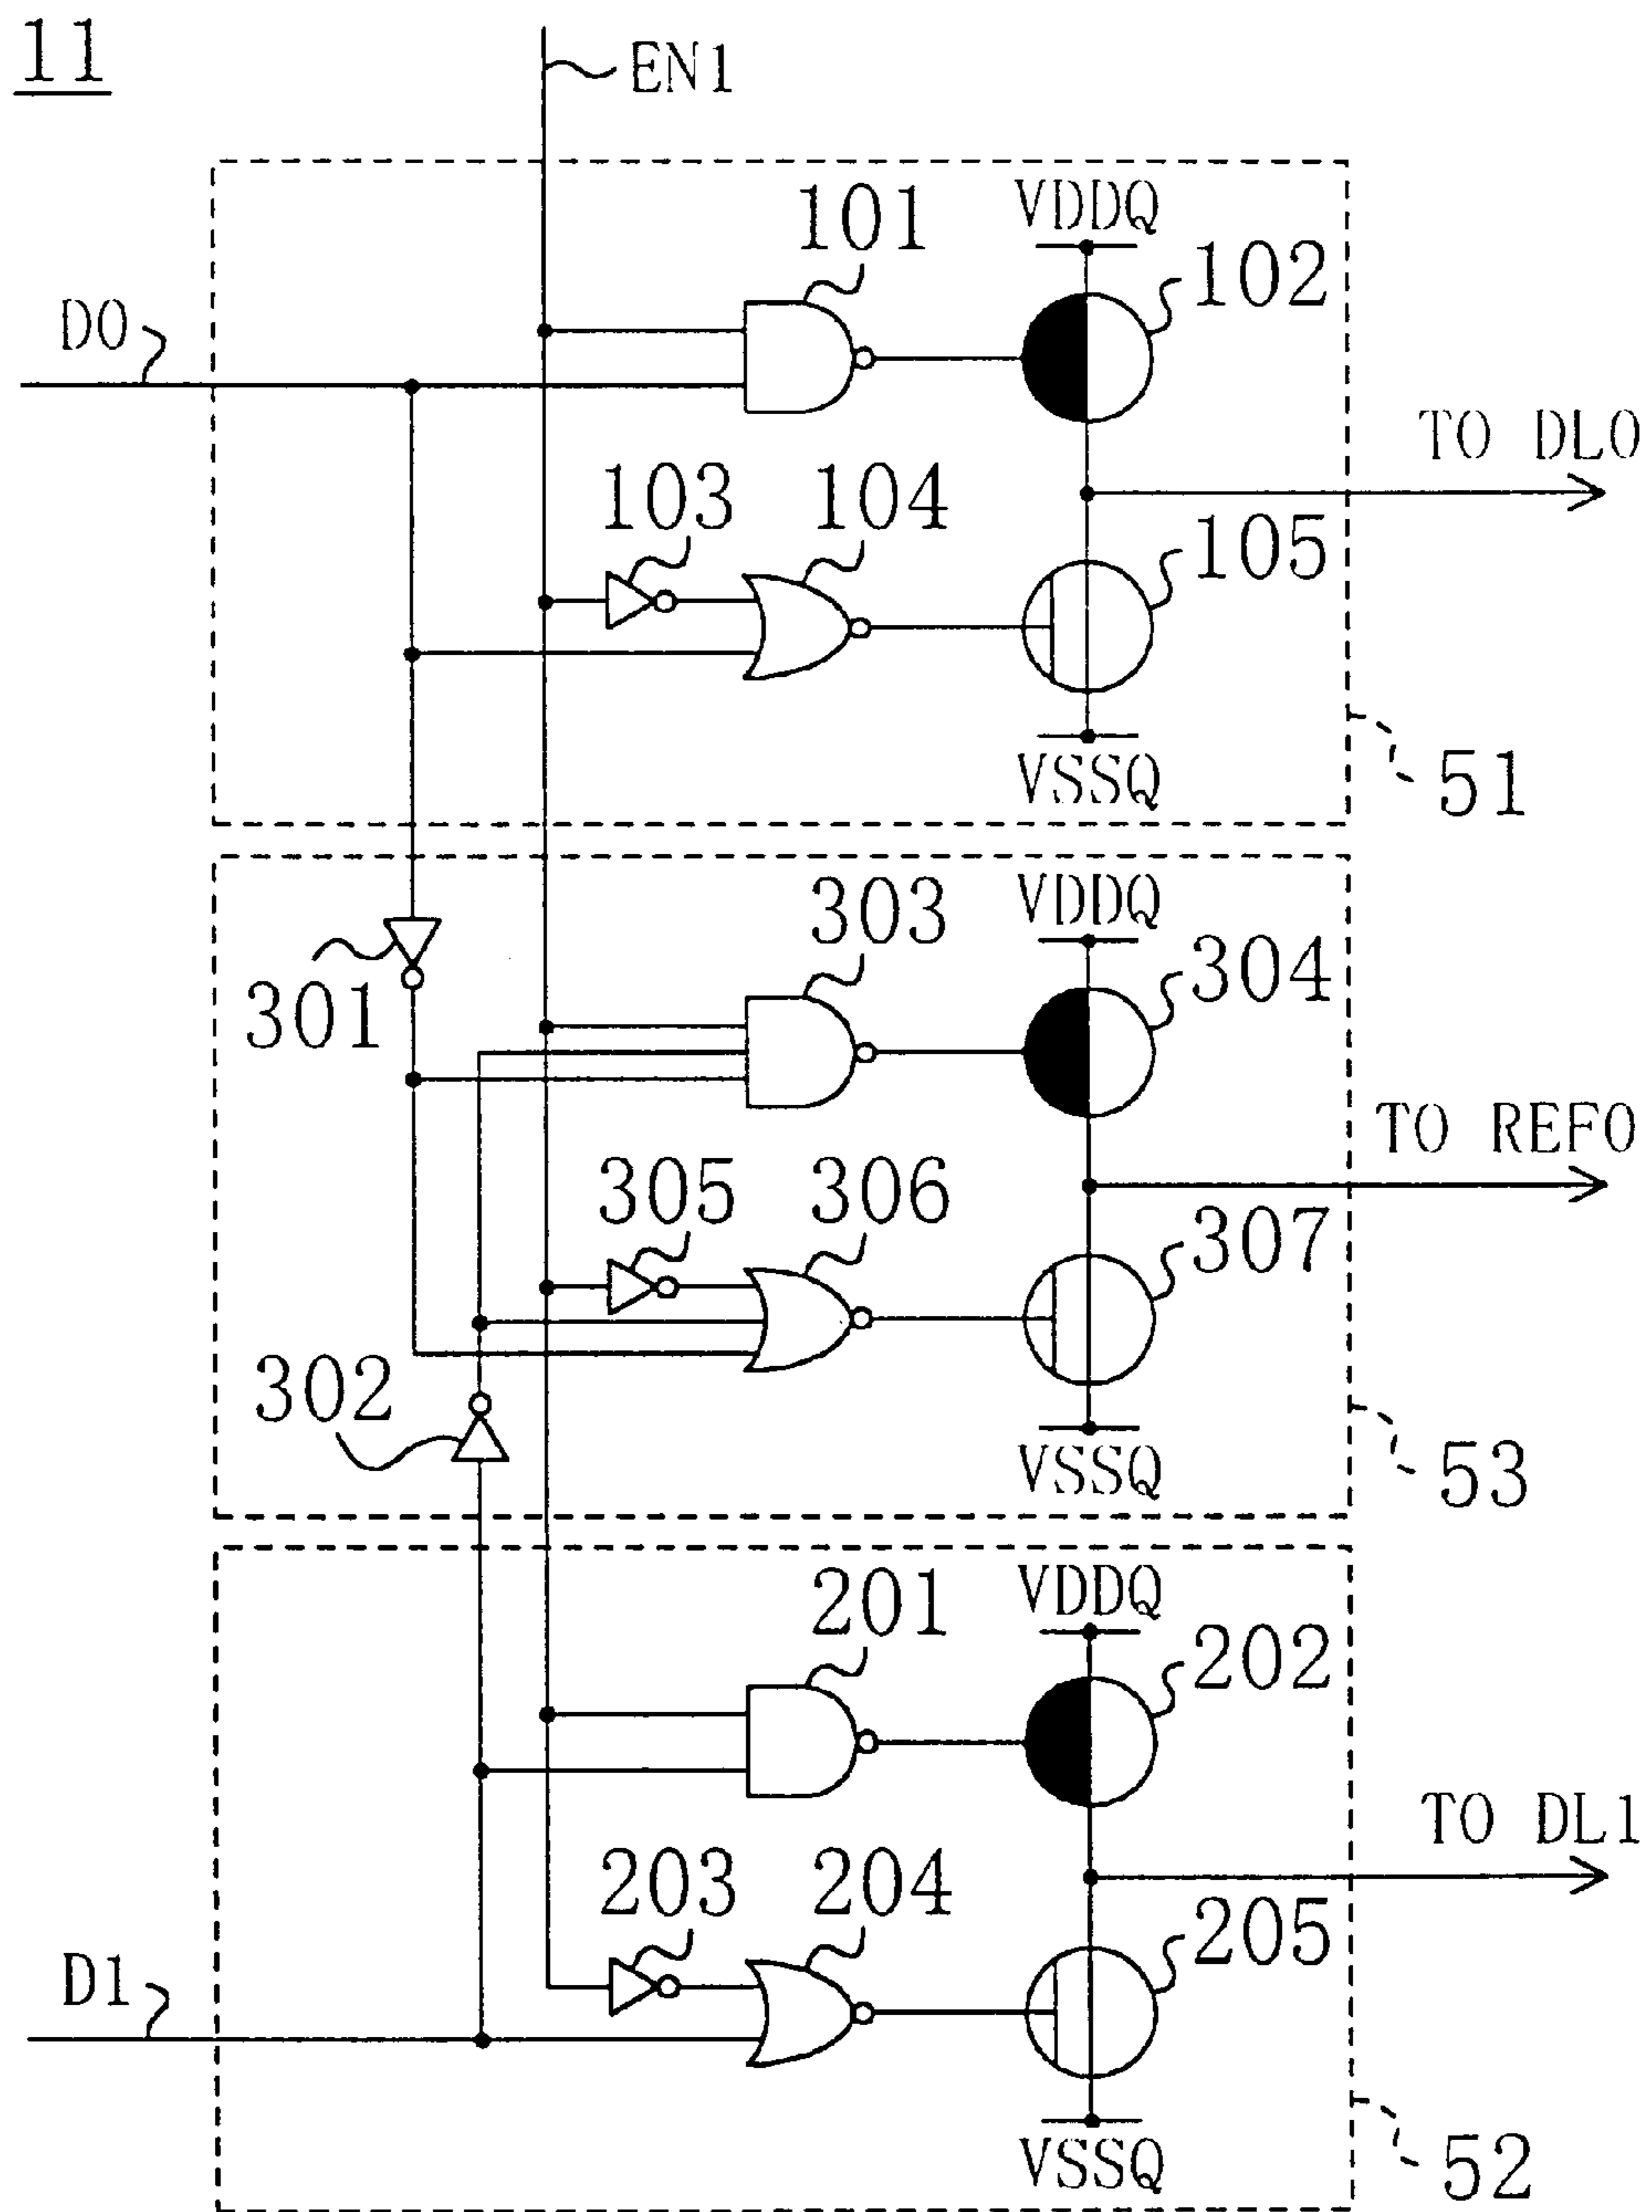 11
EN1
VDDQ
101
102
D0
TO DL0
103
104
105
VSSQ
51
VDDQ
303
304
301
TO REF0
305
306
307
302
VSSQ
53
VDDQ
201
202
TO DL1
203
204
205
D1
VSSQ
52